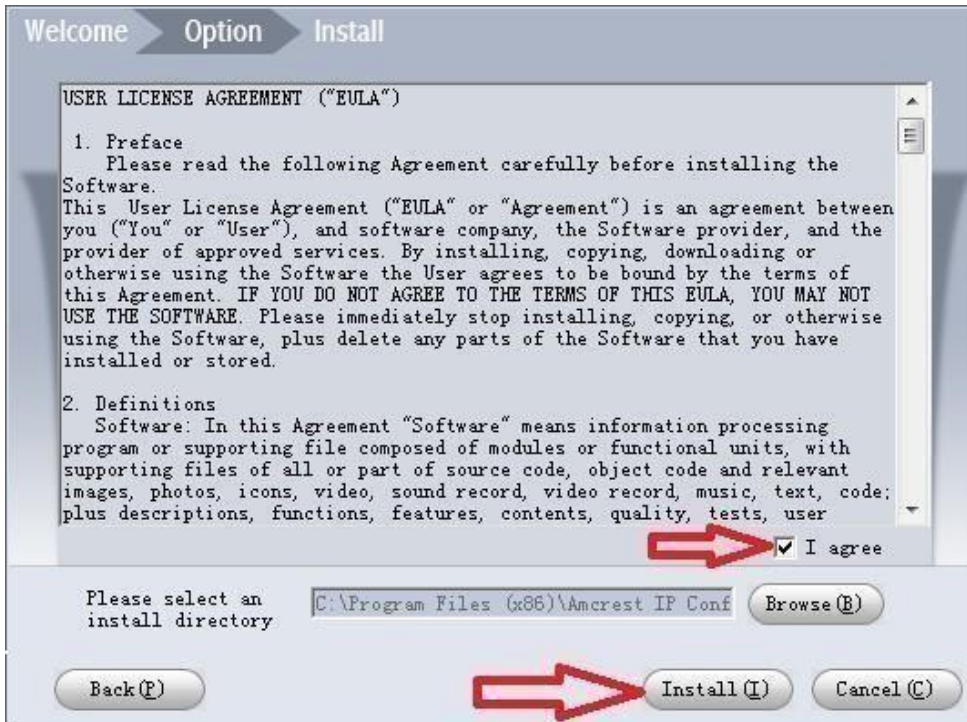 Welcome Option Install
USER LICENSE AGREEMENT ("EULA")
1. Preface
Please read the following Agreement carefully before installing the
Software.
This User License Agreement ("EULA" or "Agreement") is an agreement between
you ("You" or "User"), and software company, the Software provider, and the
provider of approved services. By installing, copying, downloading or
otherwise using the Software the User agrees to be bound by the terms of
this Agreement. IF YOU DO NOT AGREE TO THE TERMS OF THIS EULA, YOU MAY NOT
USE THE SOFTWARE. Please immediately stop installing, copying, or otherwise
using the Software, plus delete any parts of the Software that you have
installed or stored.
2. Definitions
Software: In this Agreement "Software" means information processing
program or supporting file composed of modules or functional units, with
supporting files of all or part of source code, object code and relevant
images, photos, icons, video, sound record, video record, music, text, code;
plus descriptions, functions, features, contents, quality, tests, user
I agree
Please select an
install directory
C:\Program Files (x86)\Amcrest IP Conf
Browse(B)
Back(P)
Install(I)
Cancel(C)